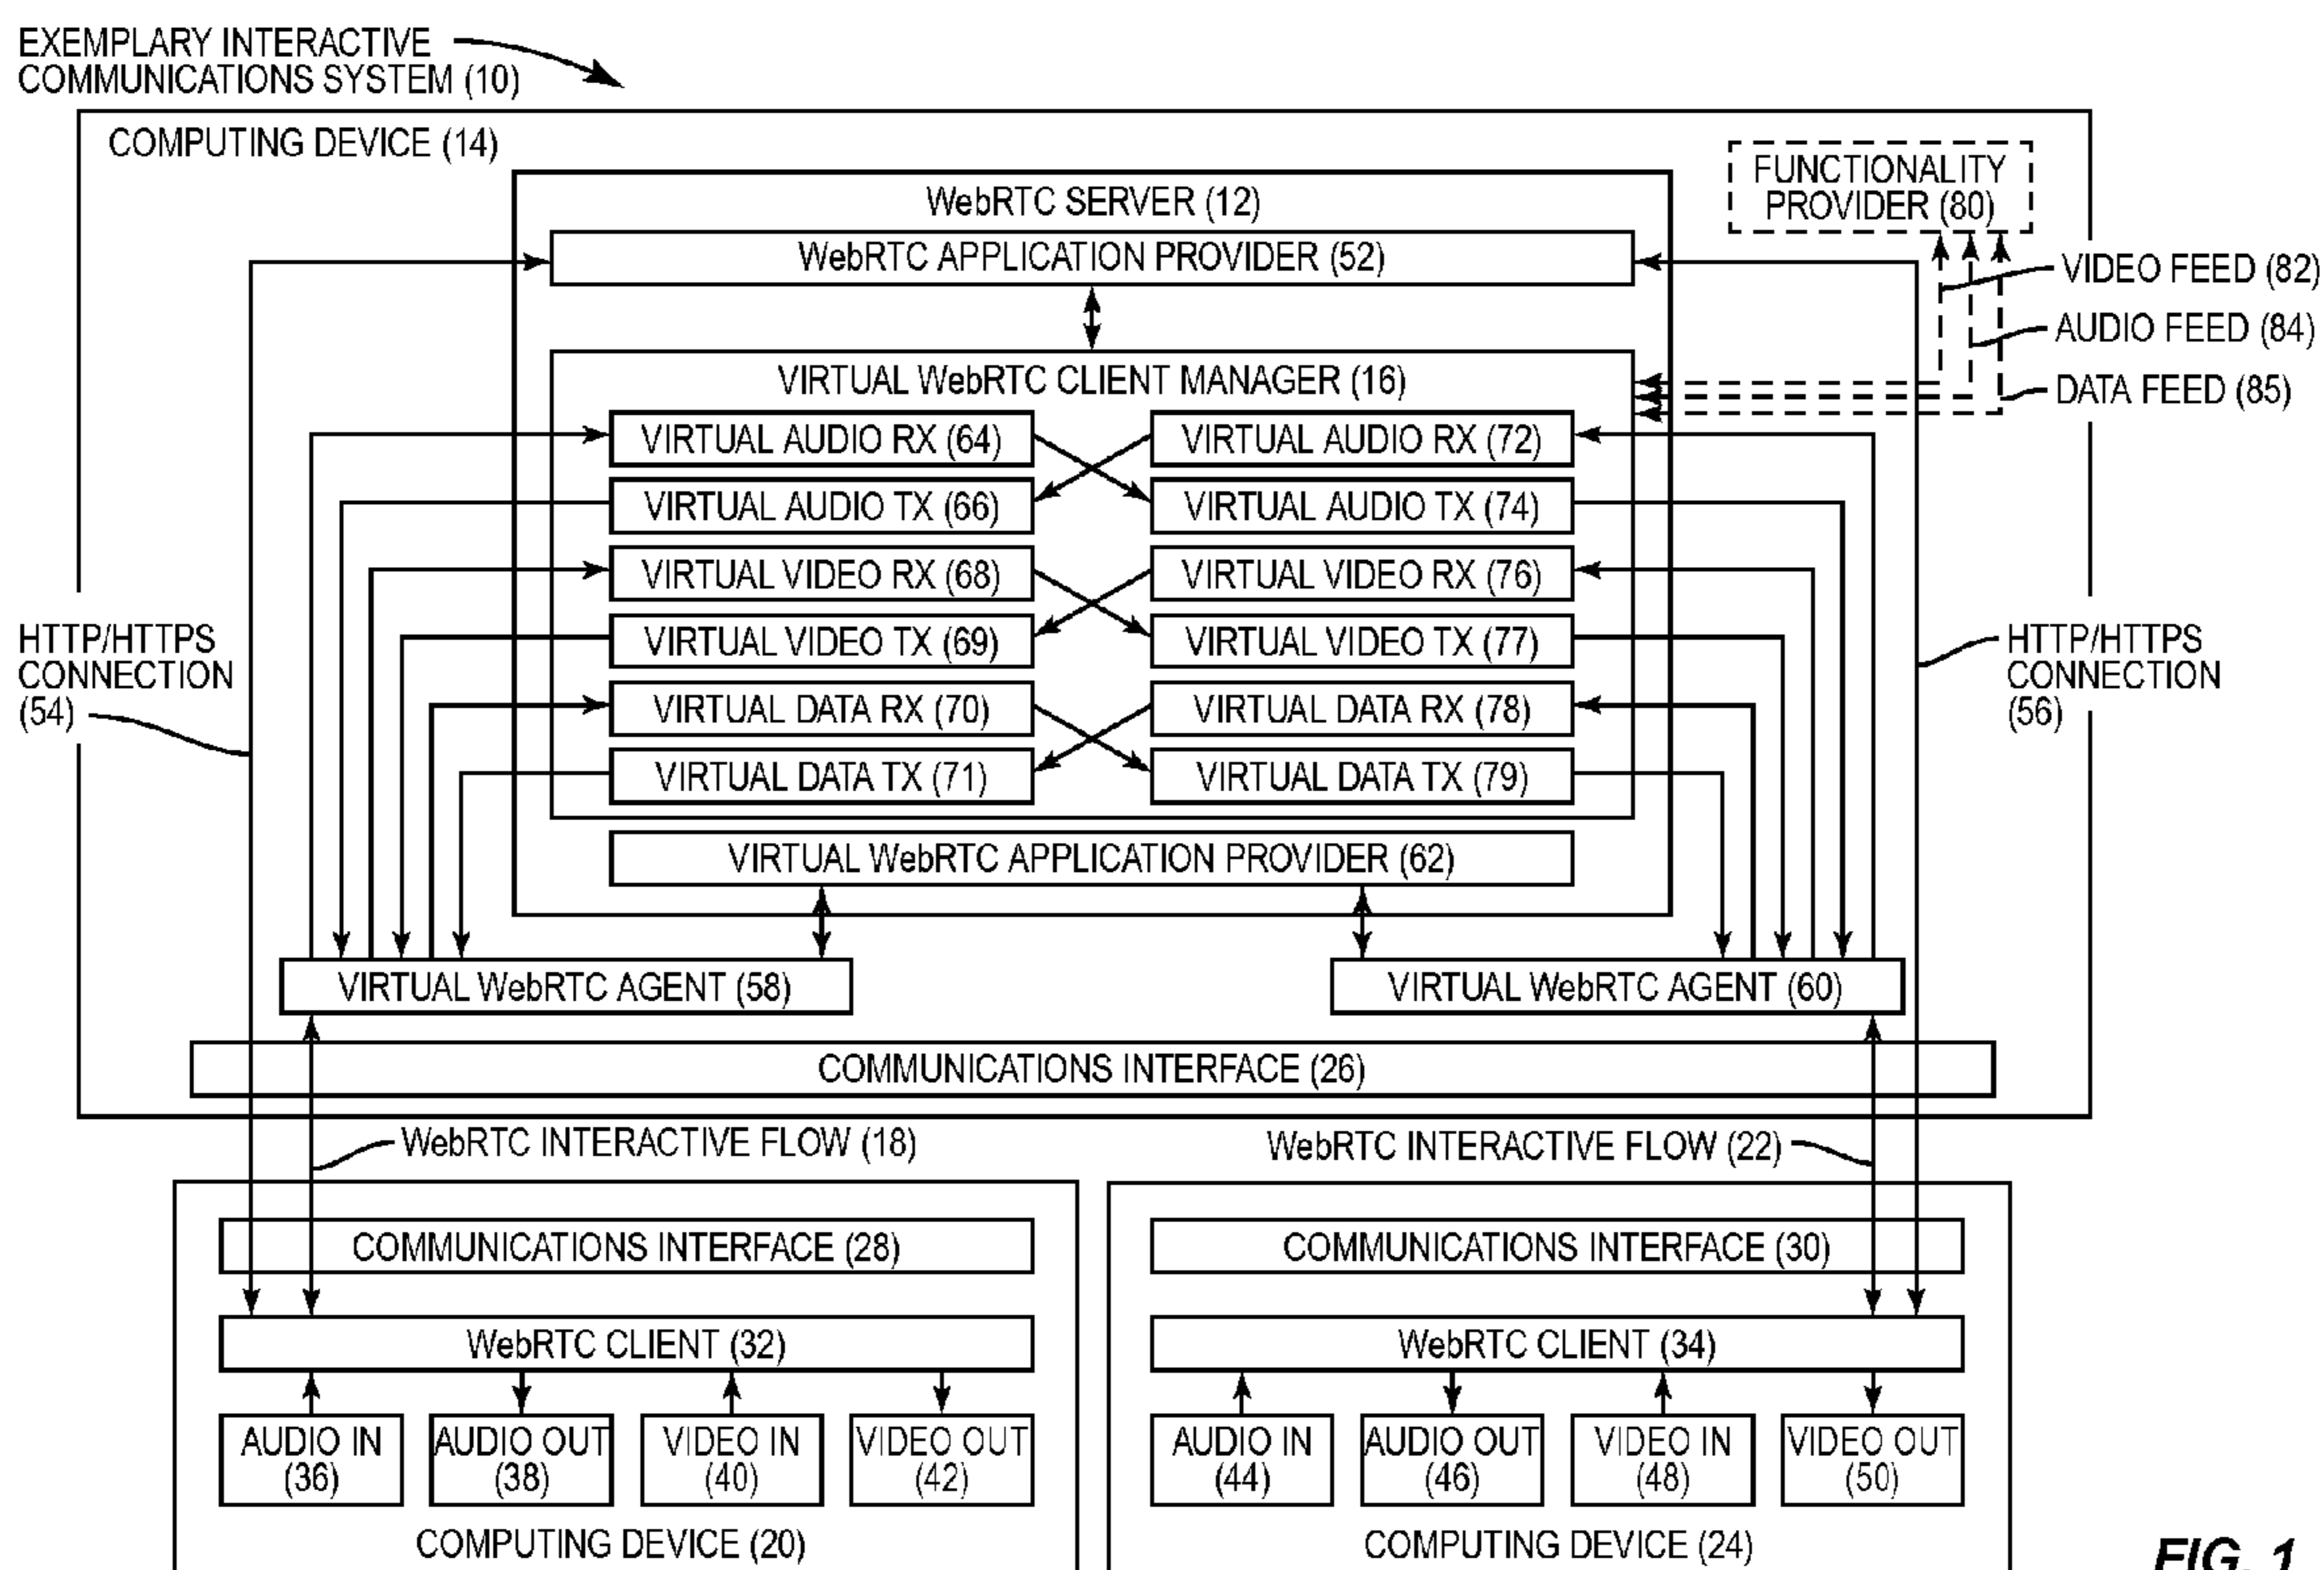 EXEMPLARY INTERACTIVE
COMMUNICATIONS SYSTEM (10)
COMPUTING DEVICE (14)
FUNCTIONALITY
PROVIDER (80)
WebRTC SERVER (12)
WebRTC APPLICATION PROVIDER (52)
VIDEO FEED (82)
AUDIO FEED (84)
DATA FEED (85)
VIRTUAL WebRTC CLIENT MANAGER (16)
VIRTUAL AUDIO RX (64)
VIRTUAL AUDIO RX (72)
VIRTUAL AUDIO TX (66)
VIRTUAL AUDIO TX (74)
VIRTUAL VIDEO RX (68)
VIRTUAL VIDEO RX (76)
VIRTUAL VIDEO TX (69)
VIRTUAL VIDEO TX (77)
VIRTUAL DATA RX (70)
VIRTUAL DATA RX (78)
VIRTUAL DATA TX (71)
VIRTUAL DATA TX (79)
HTTP/HTTPS
CONNECTION
(54)
HTTP/HTTPS
CONNECTION
(56)
VIRTUAL WebRTC APPLICATION PROVIDER (62)
VIRTUAL WebRTC AGENT (58)
VIRTUAL WebRTC AGENT (60)
COMMUNICATIONS INTERFACE (26)
WebRTC INTERACTIVE FLOW (18)
WebRTC INTERACTIVE FLOW (22)
COMMUNICATIONS INTERFACE (28)
COMMUNICATIONS INTERFACE (30)
WebRTC CLIENT (32)
WebRTC CLIENT (34)
AUDIO IN
(36)
AUDIO OUT
(38)
VIDEO IN
(40)
VIDEO OUT
(42)
AUDIO IN
(44)
AUDIO OUT
(46)
VIDEO IN
(48)
VIDEO OUT
(50)
COMPUTING DEVICE (20)
COMPUTING DEVICE (24)
FIG. 1